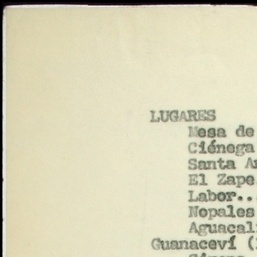 LUGARES
Mesa de
Ciénega
Santa
El Zape
Labor..
Nopales
Guanaceví (